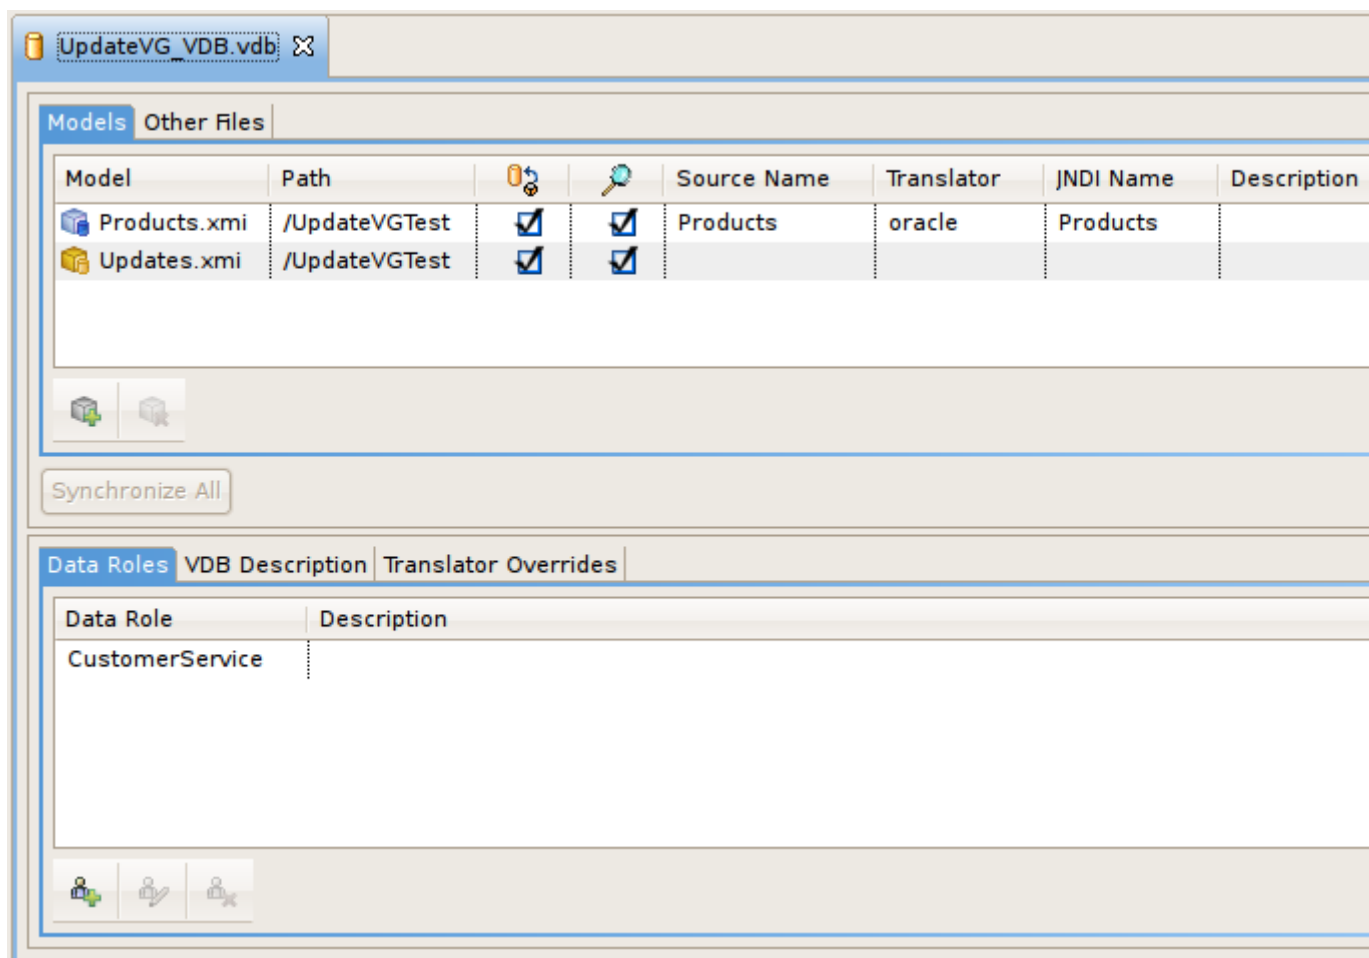 UpdateVG_VDB.vdb
Models Other Files
Model Path Source Name Translator JNDI Name Description
Products.xmi /UpdateVGTest Products oracle Products
Updates.xmi /UpdateVGTest
Synchronize All
Data Roles VDB Description Translator Overrides
Data Role Description
CustomerService